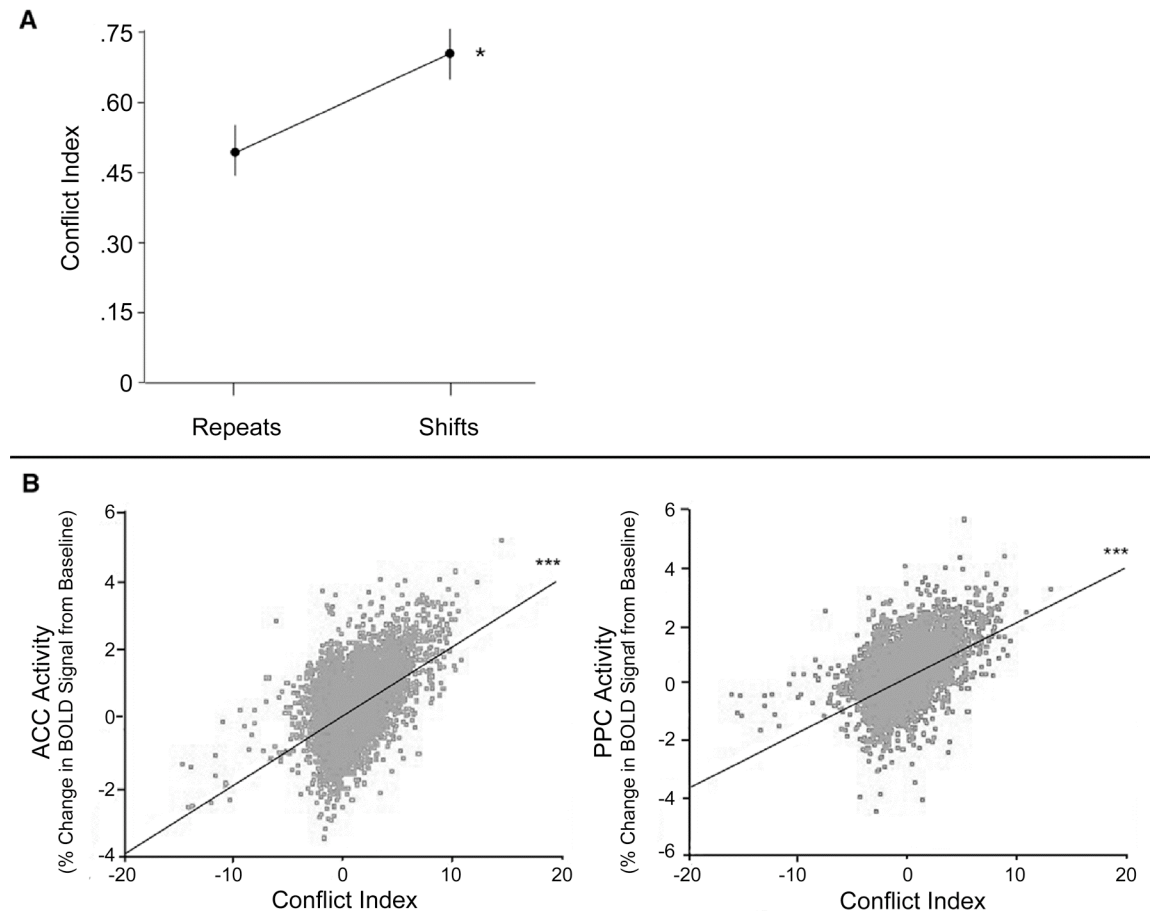 A
.75
*
.60
.45
.30
.15
0
Conflict Index
Repeats Shifts
B
ACC Activity
(% Change in BOLD Signal from Baseline)
6
4
2
0
-2
-4
***
-20 -10 0 10 20
Conflict Index
PPC Activity
(% Change in BOLD Signal from Baseline)
6
4
2
0
-2
-4
-6
***
-20 -10 0 10 20
Conflict Index